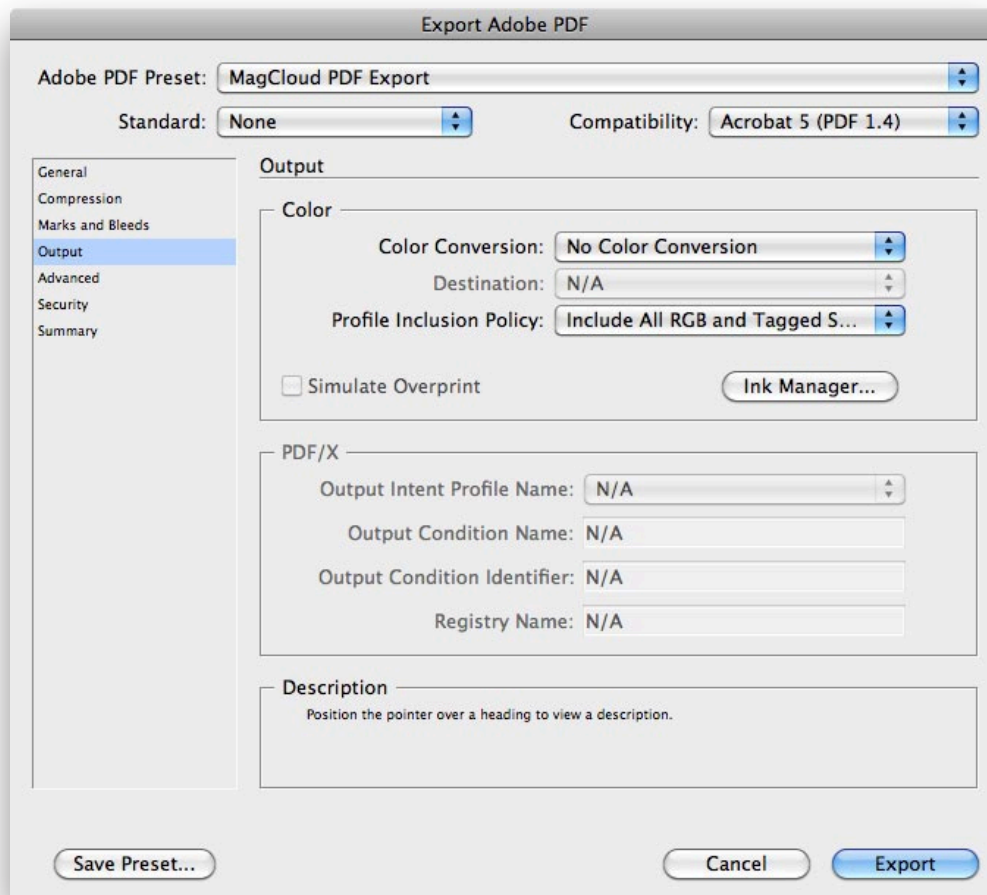 Export Adobe PDF
Adobe PDF Preset: MagCloud PDF Export
Standard: None Compatibility: Acrobat 5 (PDF 1.4)
General
Compression
Marks and Bleeds
Output
Advanced
Security
Summary
Output
Color
Color Conversion: No Color Conversion
Destination: N/A
Profile Inclusion Policy: Include All RGB and Tagged S...
Simulate Overprint Ink Manager...
PDF/X
Output Intent Profile Name: N/A
Output Condition Name: N/A
Output Condition Identifier: N/A
Registry Name: N/A
Description
Position the pointer over a heading to view a description.
Save Preset... Cancel Export